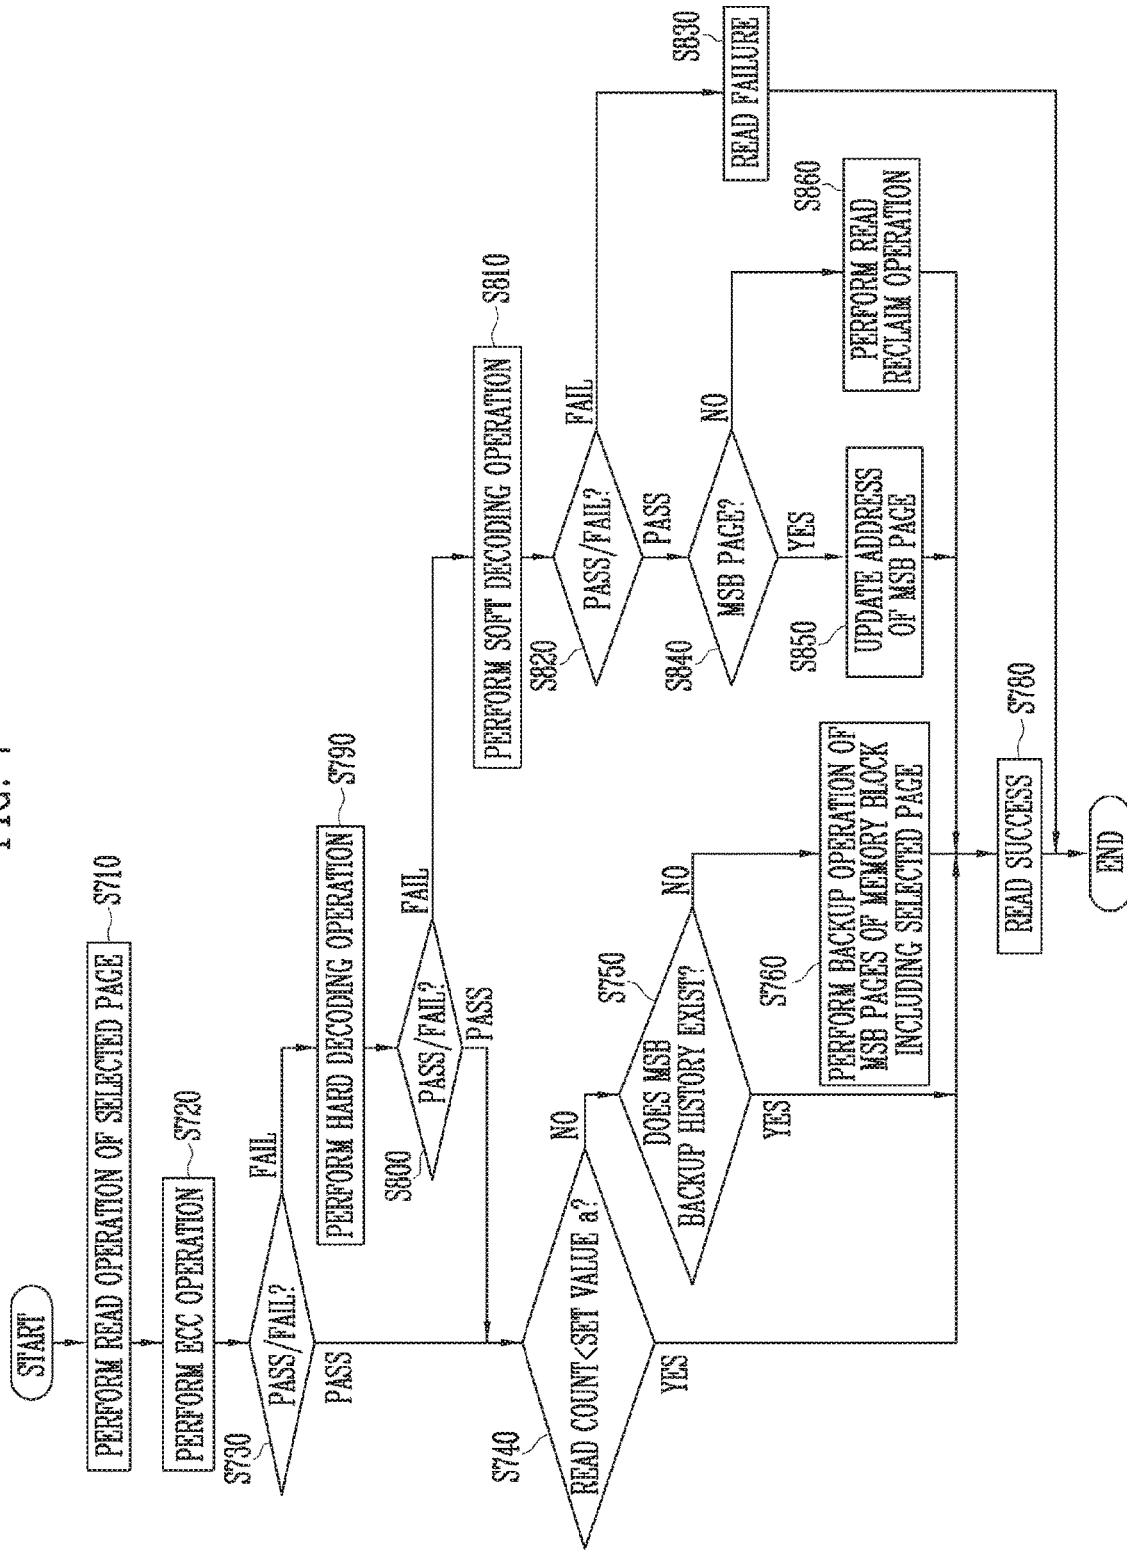 START
PERFORM READ OPERATION OF SELECTED PAGE
S710
PERFORM ECC OPERATION
S720
S730
PASS/FAIL?
FAIL
PASS
PERFORM HARD DECODING OPERATION
S790
S800
PASS/FAIL?
FAIL
PASS
PERFORM SOFT DECODING OPERATION
S810
S820
PASS/FAIL?
FAIL
PASS
S740
READ COUNT<SET VALUE a?
NO
YES
S750
DOES MSB
BACKUP HISTORY EXIST?
NO
YES
S760
PERFORM BACKUP OPERATION OF
MSB PAGES OF MEMORY BLOCK
INCLUDING SELECTED PAGE
S840
MSB PAGE?
NO
YES
S850
UPDATE ADDRESS
OF MSB PAGE
S860
PERFORM READ
RECLAIM OPERATION
S830
READ FAILURE
READ SUCCESS
S780
END